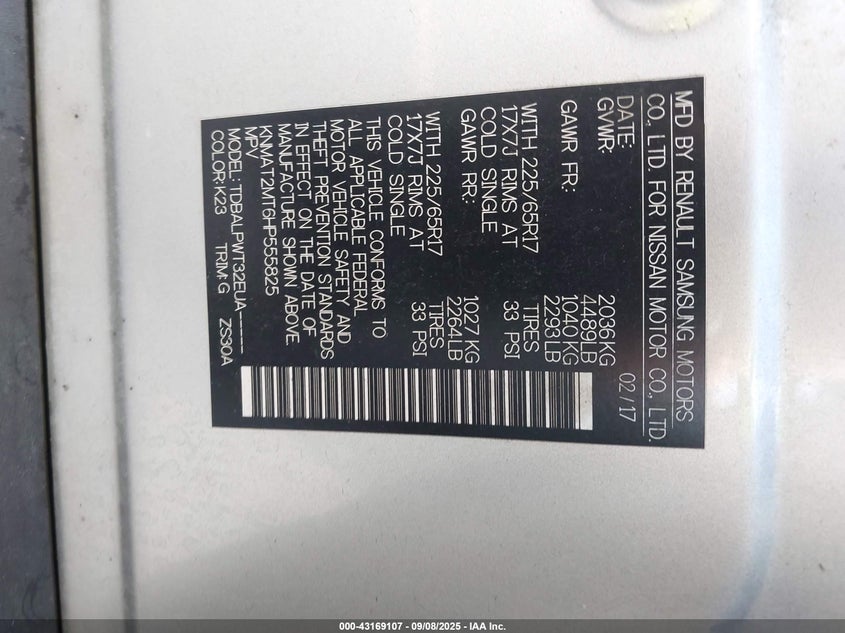 MFD BY RENAULT SAMSUNG MOTORS
CO., LTD. FOR NISSAN MOTOR CO., LTD.
DATE: 02/17
GVWR: 2036KG
4489LB
GAWR FR: 1040KG
2293LB
WITH 225/65R17 TIRES
17X7J RIMS AT 33 PSI
COLD SINGLE
GAWR RR: 1027KG
2264LB
WITH 225/65R17 TIRES
17X7J RIMS AT 33 PSI
COLD SINGLE
THIS VEHICLE CONFORMS TO
ALL APPLICABLE FEDERAL
MOTOR VEHICLE SAFETY AND
THEFT PREVENTION STANDARDS
IN EFFECT ON THE DATE OF
MANUFACTURE SHOWN ABOVE.
KNMAT2MT6HP555825
MPV
MODEL: TDBALPWT32EUA-----
COLOR:K23 TRIM:G ZS30A
000-43169107 - 09/08/2025 - IAA Inc.